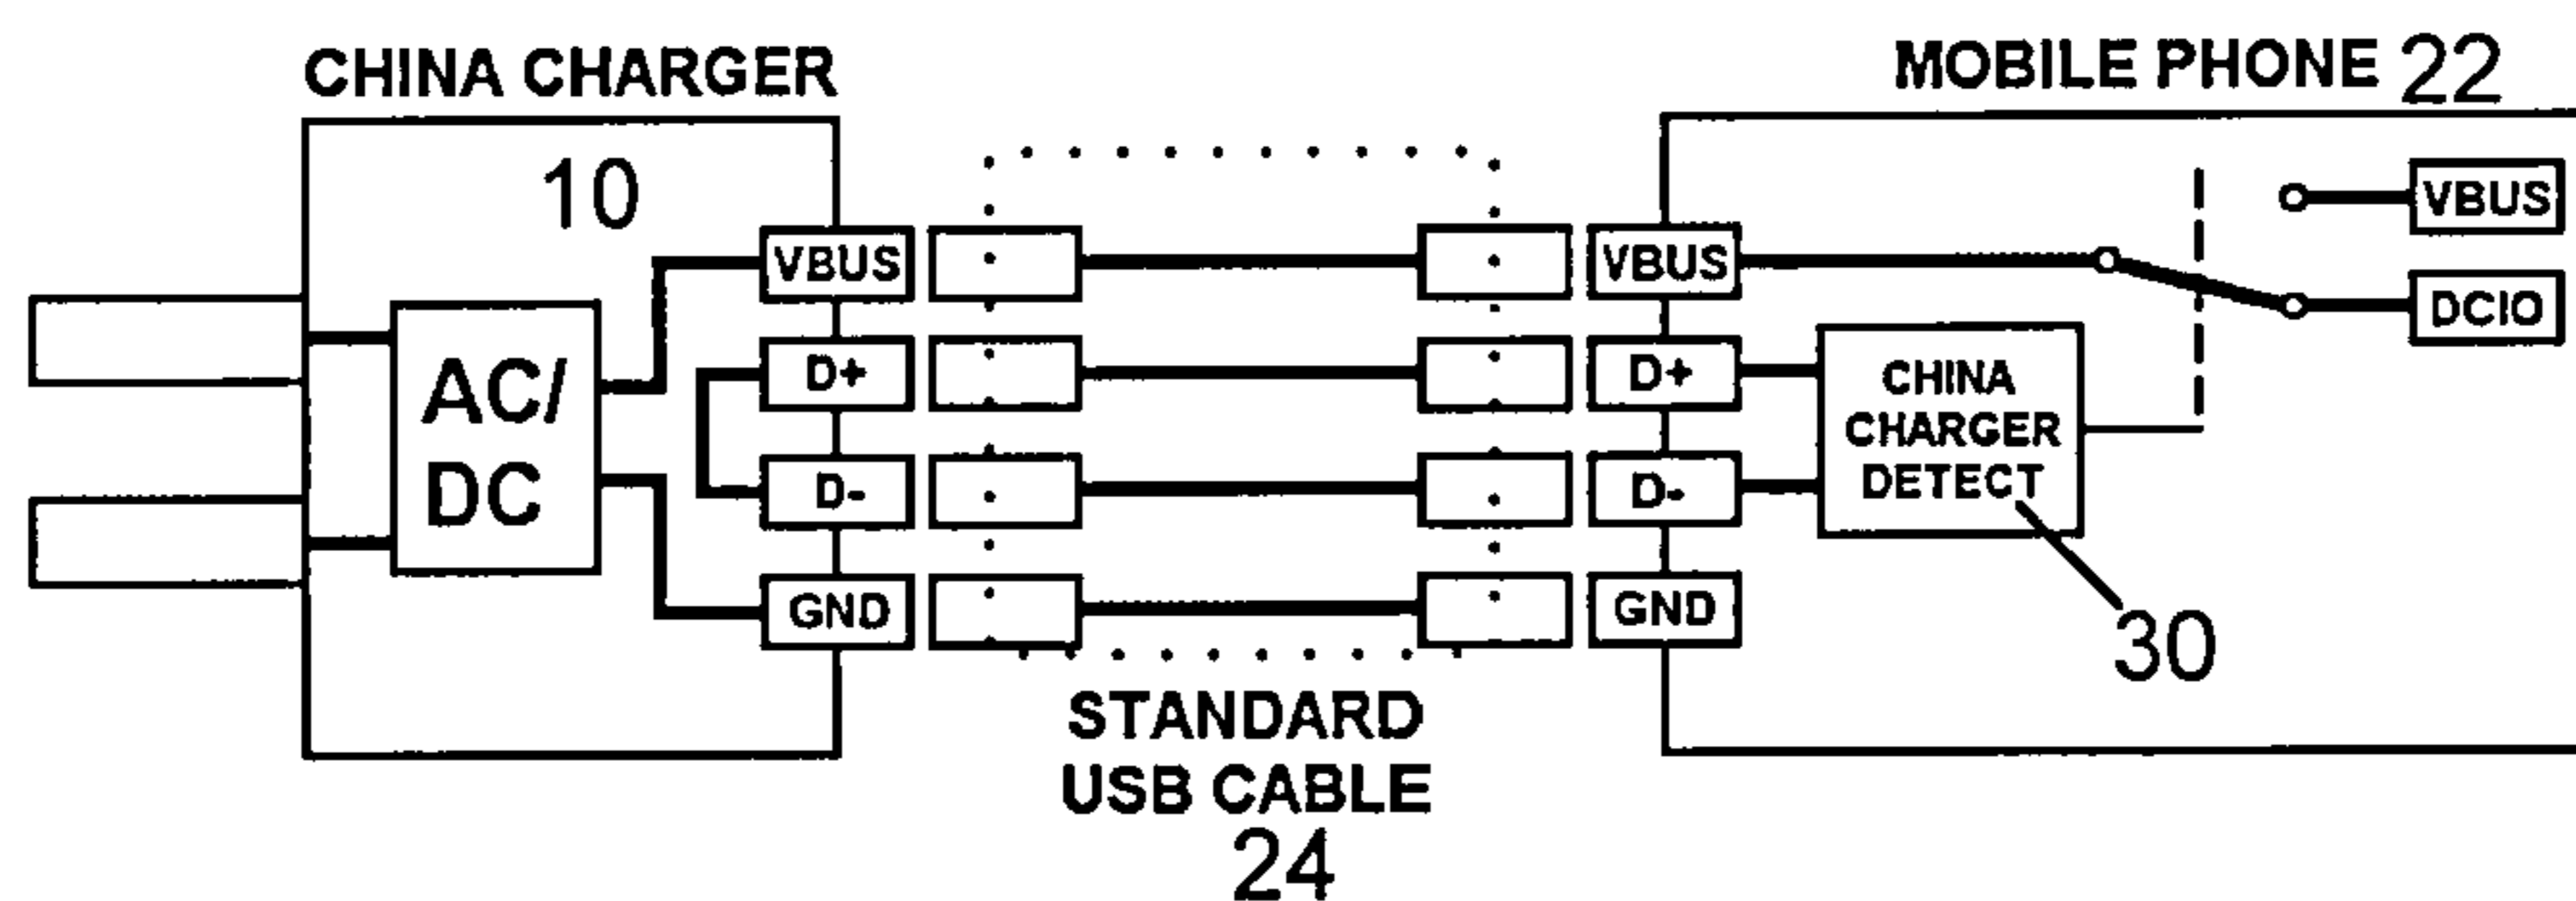 CHINA CHARGER
10
AC/
DC
VBUS
D+
D-
GND
STANDARD
USB CABLE
24
MOBILE PHONE 22
VBUS
D+
D-
GND
CHINA
CHARGER
DETECT
30
VBUS
DCIO